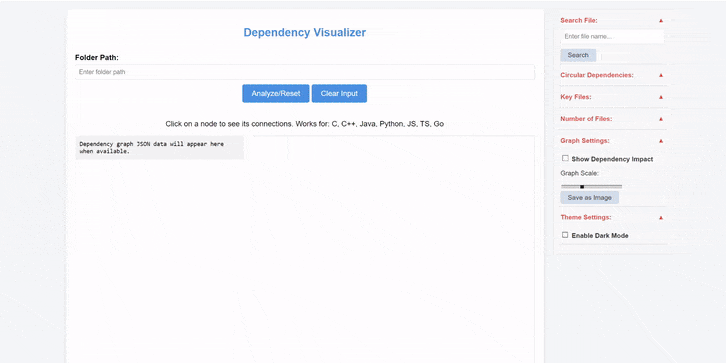 Dependency Visualizer
Folder Path:
Enter folder path
Analyze/Reset
Clear Input
Click on a node to see its connections. Works for: C, C++, Java, Python, JS, TS, Go
Dependency graph JSON data will appear here
when available.
Search File: ▲
Enter file name...
Search
Circular Dependencies: ▲
Key Files: ▲
Number of Files: ▲
Graph Settings: ▲
Show Dependency Impact
Graph Scale:
Save as Image
Theme Settings: ▲
Enable Dark Mode